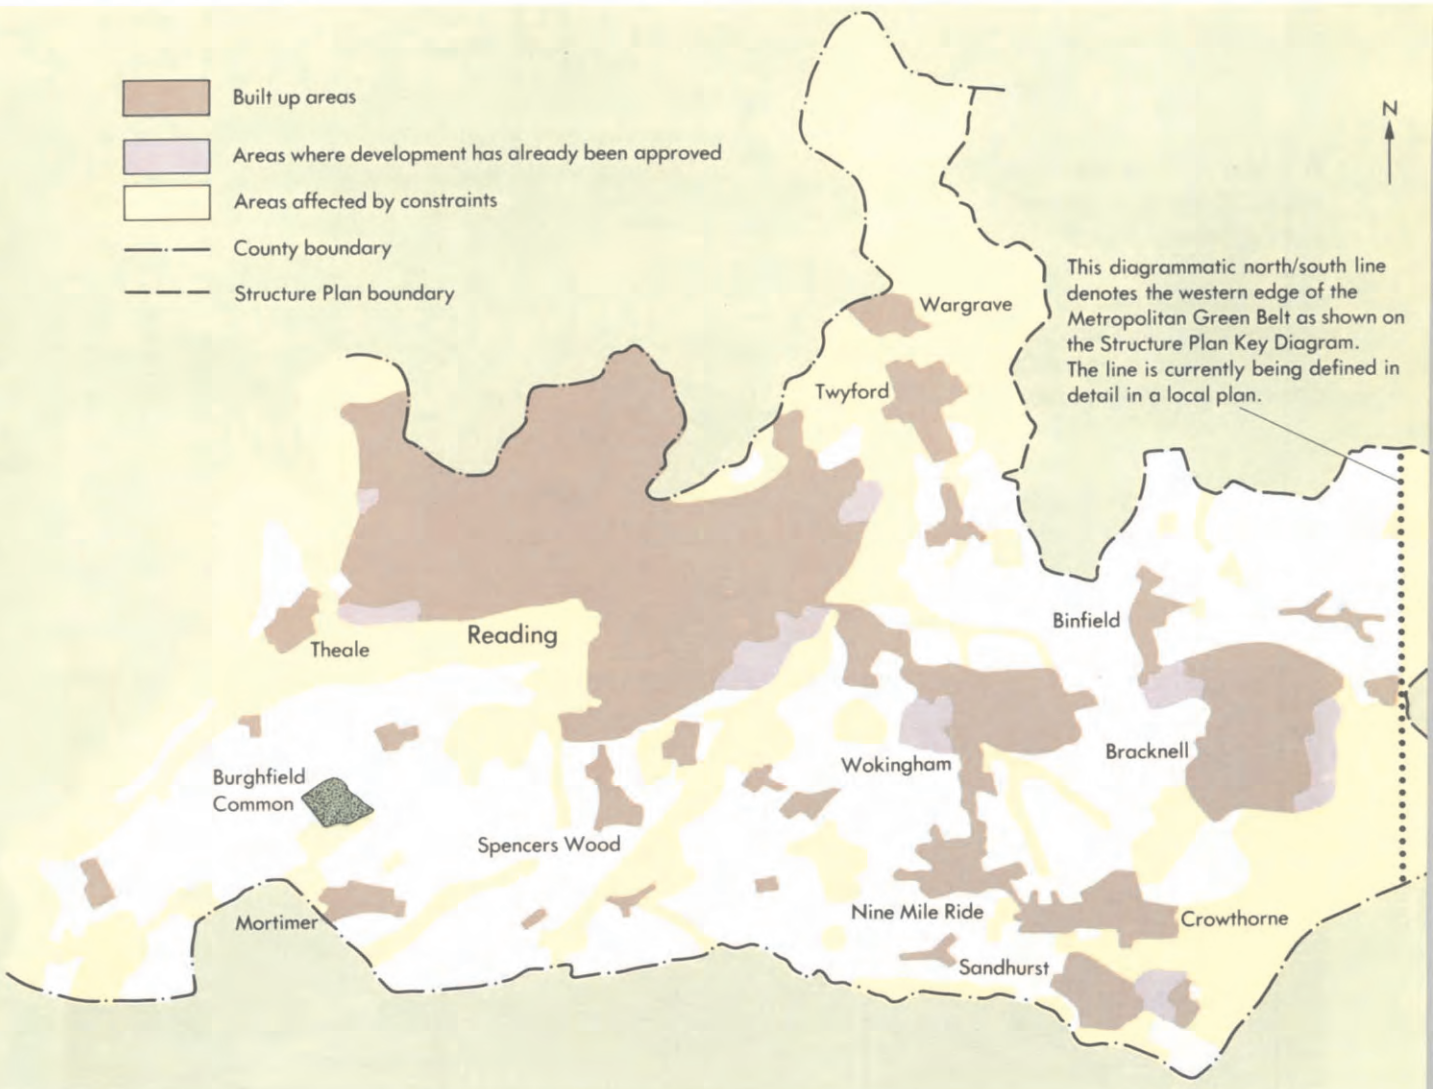 Built up areas
Areas where development has already been approved
Areas affected by constraints
County boundary
Structure Plan boundary
N
This diagrammatic north/south line
denotes the western edge of the
Metropolitan Green Belt as shown on
the Structure Plan Key Diagram.
The line is currently being defined in
detail in a local plan.
Wargrave
Twyford
Binfield
Reading
Theale
Bracknell
Wokingham
Burghfield
Common
Spencers Wood
Nine Mile Ride
Mortimer
Crowthorne
Sandhurst